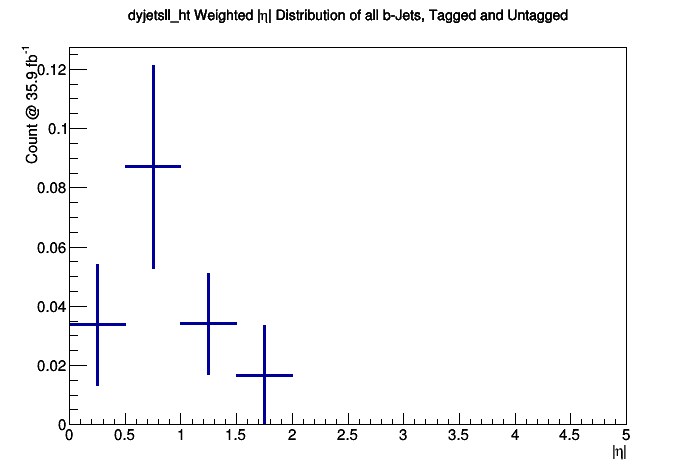 dyjetsll_ht Weighted |η| Distribution of all b-Jets, Tagged and Untagged
Count @ 35.9 fb⁻¹
0.12
0.1
0.08
0.06
0.04
0.02
0
0 0.5 1 1.5 2 2.5 3 3.5 4 4.5 5
|η|